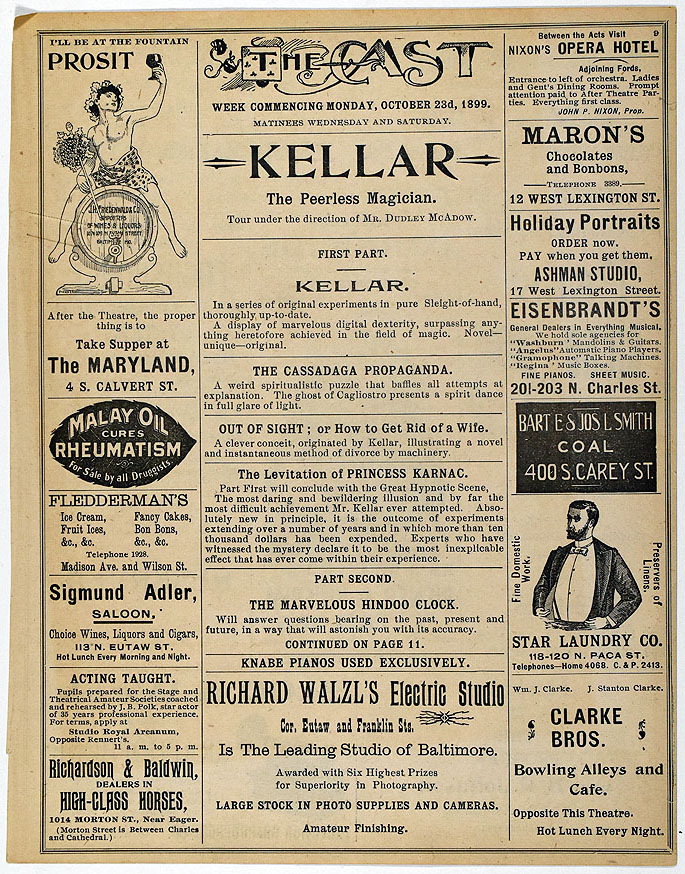 I'LL BE AT THE FOUNTAIN
PROSIT
J.H. FRIEDENWALD & CO.
IMPORTERS
OF WINES & LIQUORS
STREET
BALTIMORE MD.
After the Theatre, the proper
thing is to
Take Supper at
The MARYLAND,
4 S. CALVERT ST.
MALAY OIL
CURES
RHEUMATISM
For Sale by all Druggists.
FLEDDERMAN'S
Ice Cream, Fancy Cakes,
Fruit Ices, Bon Bons,
&c., &c. &c., &c.
Telephone 1928.
Madison Ave. and Wilson St.
Sigmund Adler,
SALOON,
Choice Wines, Liquors and Cigars,
113 N. EUTAW ST.
Hot Lunch Every Morning and Night.
ACTING TAUGHT.
Pupils prepared for the Stage and
Theatrical Amateur Societies coached
and rehearsed by J. B. Polk, star actor
of 35 years professional experience.
For terms, apply at
Studio Royal Arcanum,
Opposite Rennert's.
11 a. m. to 5 p. m.
Richardson & Baldwin,
DEALERS IN
HIGH-CLASS HORSES,
1014 MORTON ST., Near Eager.
(Morton Street is Between Charles
and Cathedral.)
THE CAST
WEEK COMMENCING MONDAY, OCTOBER 23d, 1899.
MATINEES WEDNESDAY AND SATURDAY.
KELLAR
The Peerless Magician.
Tour under the direction of MR. DUDLEY MCADOW.
FIRST PART.
KELLAR.
In a series of original experiments in pure Sleight-of-hand,
thoroughly up-to-date.
A display of marvelous digital dexterity, surpassing any-
thing heretofore achieved in the field of magic. Novel—
unique—original.
THE CASSADAGA PROPAGANDA.
A weird spiritualistic puzzle that baffles all attempts at
explanation. The ghost of Cagliostro presents a spirit dance
in full glare of light.
OUT OF SIGHT; or How to Get Rid of a Wife.
A clever conceit, originated by Kellar, illustrating a novel
and instantaneous method of divorce by machinery.
The Levitation of PRINCESS KARNAC.
Part First will conclude with the Great Hypnotic Scene,
The most daring and bewildering illusion and by far the
most difficult achievement Mr. Kellar ever attempted. Abso-
lutely new in principle, it is the outcome of experiments
extending over a number of years and in which more than ten
thousand dollars has been expended. Experts who have
witnessed the mystery declare it to be the most inexplicable
effect that has ever come within their experience.
PART SECOND.
THE MARVELOUS HINDOO CLOCK.
Will answer questions bearing on the past, present and
future, in a way that will astonish you with its accuracy.
CONTINUED ON PAGE 11.
KNABE PIANOS USED EXCLUSIVELY.
RICHARD WALZL'S Electric Studio
Cor. Eutaw and Franklin Sts.
Is The Leading Studio of Baltimore.
Awarded with Six Highest Prizes
for Superiority in Photography.
LARGE STOCK IN PHOTO SUPPLIES AND CAMERAS.
Amateur Finishing.
9
Between the Acts Visit
NIXON'S OPERA HOTEL
Adjoining Fords,
Entrance to left of orchestra. Ladies
and Gent's Dining Rooms. Prompt
attention paid to After Theatre Par-
ties. Everything first class.
JOHN P. NIXON, Prop.
MARON'S
Chocolates
and Bonbons,
TELEPHONE 3389.
12 WEST LEXINGTON ST.
Holiday Portraits
ORDER now.
PAY when you get them.
ASHMAN STUDIO,
17 West Lexington Street.
EISENBRANDT'S
General Dealers in Everything Musical.
We hold sole agencies for
"Washburn" Mandolins & Guitars.
"Angelus" Automatic Piano Players,
"Gramophone" Talking Machines.
"Regina" Music Boxes.
FINE PIANOS. SHEET MUSIC.
201-203 N. Charles St.
BART E & JOS L SMITH
COAL
400 S. CAREY ST.
Fine Domestic
Work.
Preservers of
Linens.
STAR LAUNDRY CO.
118-120 N. PACA ST.
Telephones—Home 4068. C. & P. 2413.
Wm. J. Clarke. J. Stanton Clarke.
CLARKE
BROS.
Bowling Alleys and
Cafe.
Opposite This Theatre.
Hot Lunch Every Night.